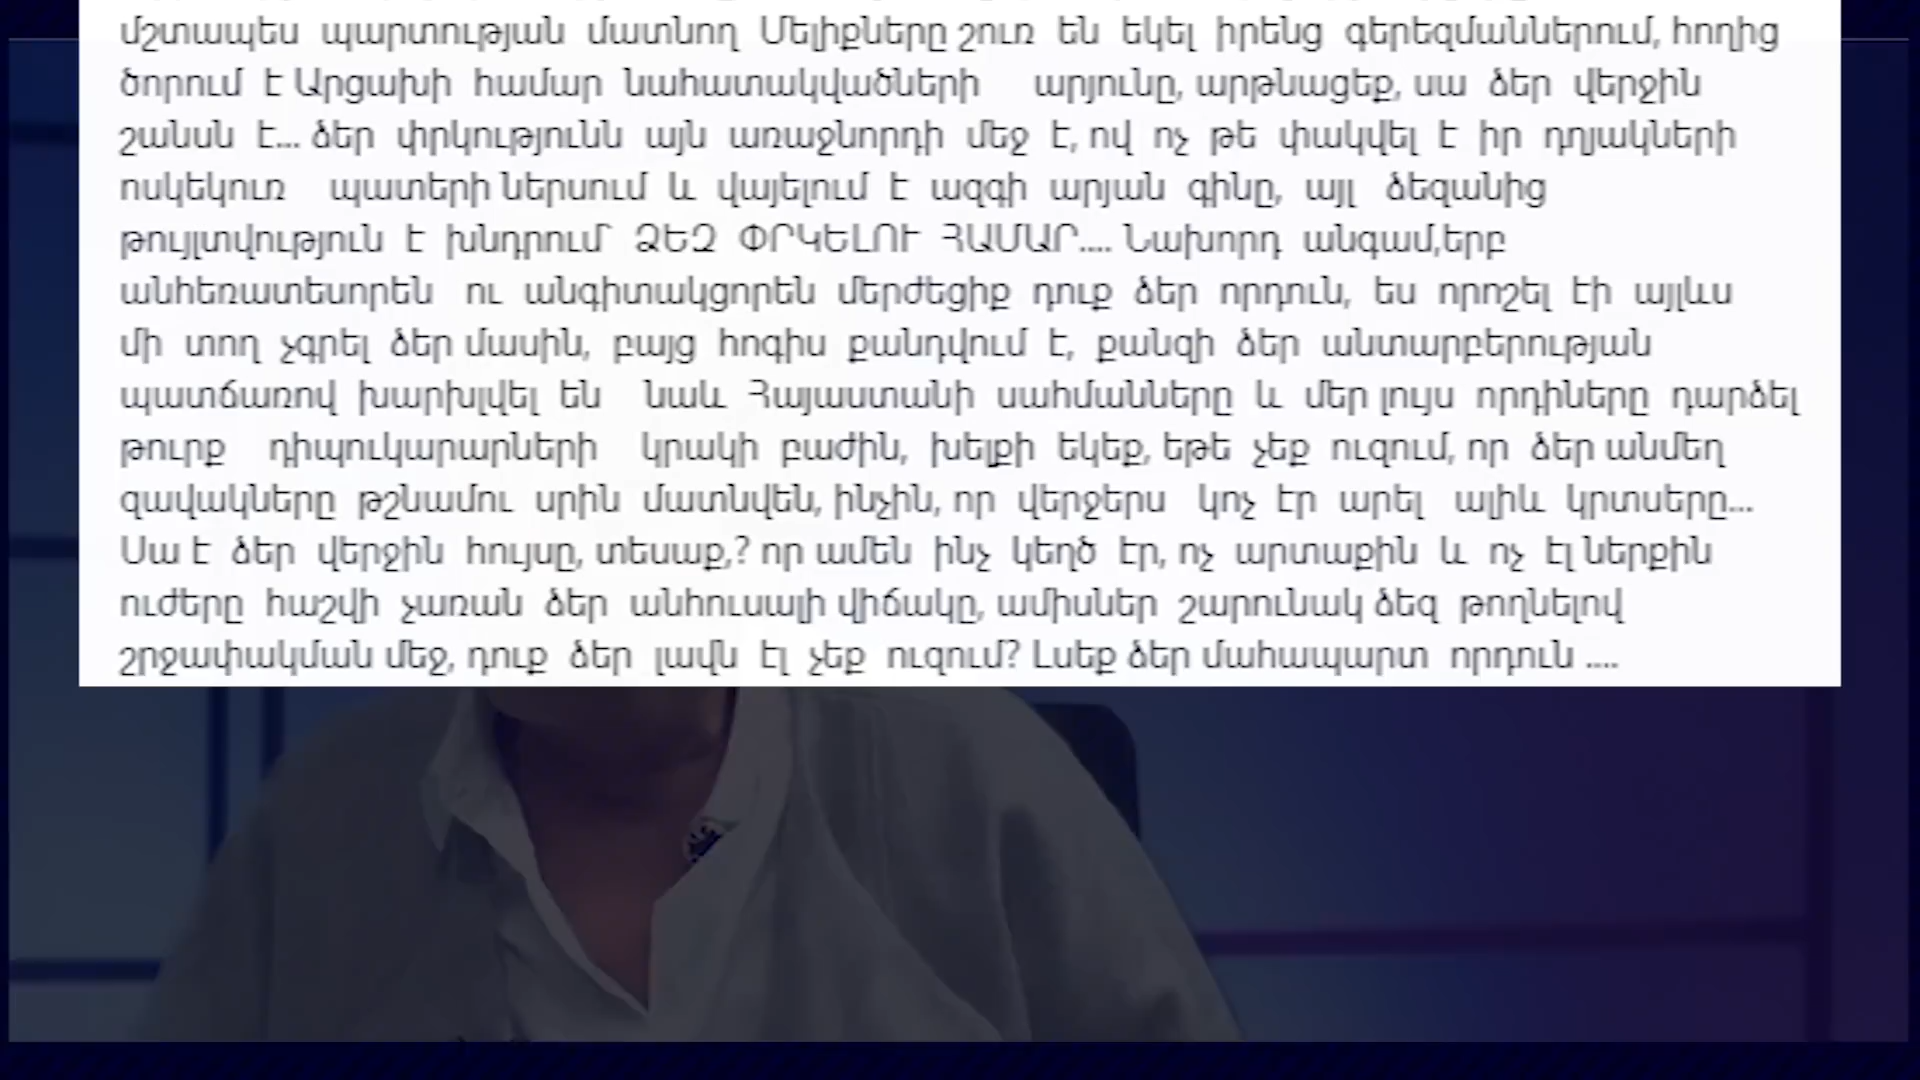 մշտապես պարտության մատնող Մելիքները շուռ են եկել իրենց գերեզմաններում, հողից
ծորում է Արցախի համար նահատակվածների արյունը, արթնացեք, սա ձեր վերջին
շանսն է... ձեր փրկությունն այն առաջնորդի մեջ է, ով ոչ թե փակվել է իր դղյակների
ոսկեկուռ պատերի ներսում և վայելում է ազգի արյան գինը, այլ ձեզանից
թույլտվություն է խնդրում՝ ՁԵԶ ՓՐԿԵԼՈՒ ՀԱՄԱՐ.... Նախորդ անգամ,երբ
անհեռատեսորեն ու անգիտակցորեն մերժեցիք դուք ձեր որդուն, ես որոշել էի այլևս
մի տող չգրել ձեր մասին, բայց հոգիս քանդվում է, քանզի ձեր անտարբերության
պատճառով խարխլվել են նաև Հայաստանի սահմանները և մեր լույս որդիները դարձել
թուրք դիպուկարարների կրակի բաժին, խելքի եկեք, եթե չեք ուզում, որ ձեր անմեղ
զավակները թշնամու սրին մատնվեն, ինչին, որ վերջերս կոչ էր արել ալիև կրտսերը...
Սա է ձեր վերջին հույսը, տեսաք,? որ ամեն ինչ կեղծ էր, ոչ արտաքին և ոչ էլ ներքին
ուժերը հաշվի չառան ձեր անհուսալի վիճակը, ամիսներ շարունակ ձեզ թողնելով
շրջափակման մեջ, դուք ձեր լավն էլ չեք ուզում? Լսեք ձեր մահապարտ որդուն ....